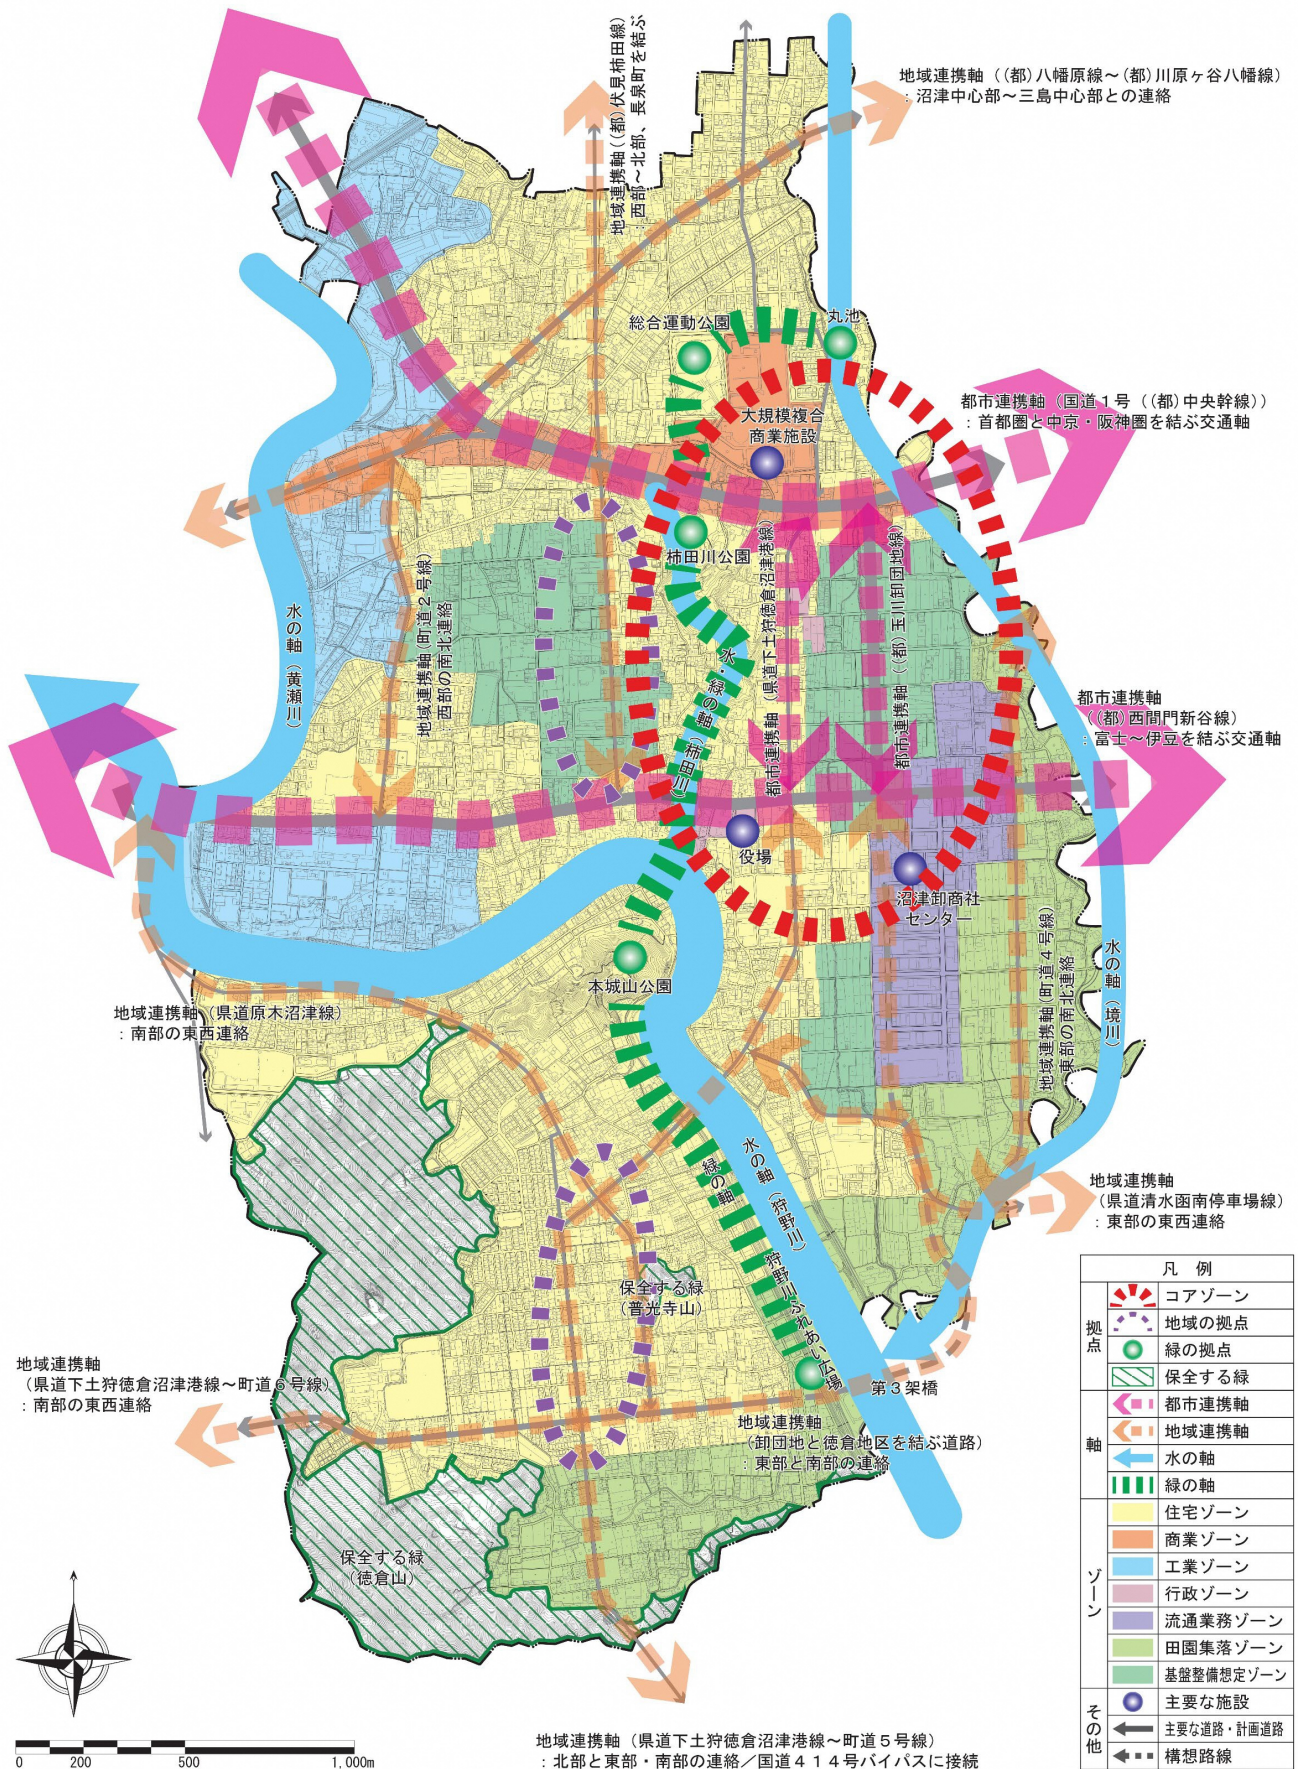 地域連携軸（(都)八幡原線～(都)川原ヶ谷八幡線）
：沼津中心部～三島中心部との連絡
地域連携軸（(都)伏見柿田線）
：西部～北部、長泉町を結ぶ
総合運動公園
丸池
大規模複合
商業施設
都市連携軸（国道１号（(都)中央幹線））
：首都圏と中京・阪神圏を結ぶ交通軸
柿田川公園
地域連携軸（町道２号線）
：西部の南北連絡
水の軸（黄瀬川）
水・緑の軸（柿田川）
都市連携軸（県道下土狩徳倉沼津港線）
都市連携軸（(都)玉川卸団地線）
都市連携軸
（(都)西間門新谷線）
：富士～伊豆を結ぶ交通軸
役場
沼津卸商社
センター
本城山公園
地域連携軸（町道４号線）
：東部の南北連絡
水の軸（境川）
地域連携軸（県道原木沼津線）
：南部の東西連絡
緑の軸
水の軸（狩野川）
狩野川ふれあい広場
地域連携軸
（県道清水函南停車場線）
：東部の東西連絡
保全する緑
（普光寺山）
地域連携軸
（県道下土狩徳倉沼津港線～町道６号線）
：南部の東西連絡
第３架橋
地域連携軸
（卸団地と徳倉地区を結ぶ道路）
：東部と南部の連絡
保全する緑
（徳倉山）
地域連携軸（県道下土狩徳倉沼津港線～町道５号線）
：北部と東部・南部の連絡／国道４１４号バイパスに接続
0 200 500 1,000m
凡例
拠点
コアゾーン
地域の拠点
緑の拠点
保全する緑
軸
都市連携軸
地域連携軸
水の軸
緑の軸
ゾーン
住宅ゾーン
商業ゾーン
工業ゾーン
行政ゾーン
流通業務ゾーン
田園集落ゾーン
基盤整備想定ゾーン
その他
主要な施設
主要な道路・計画道路
構想路線